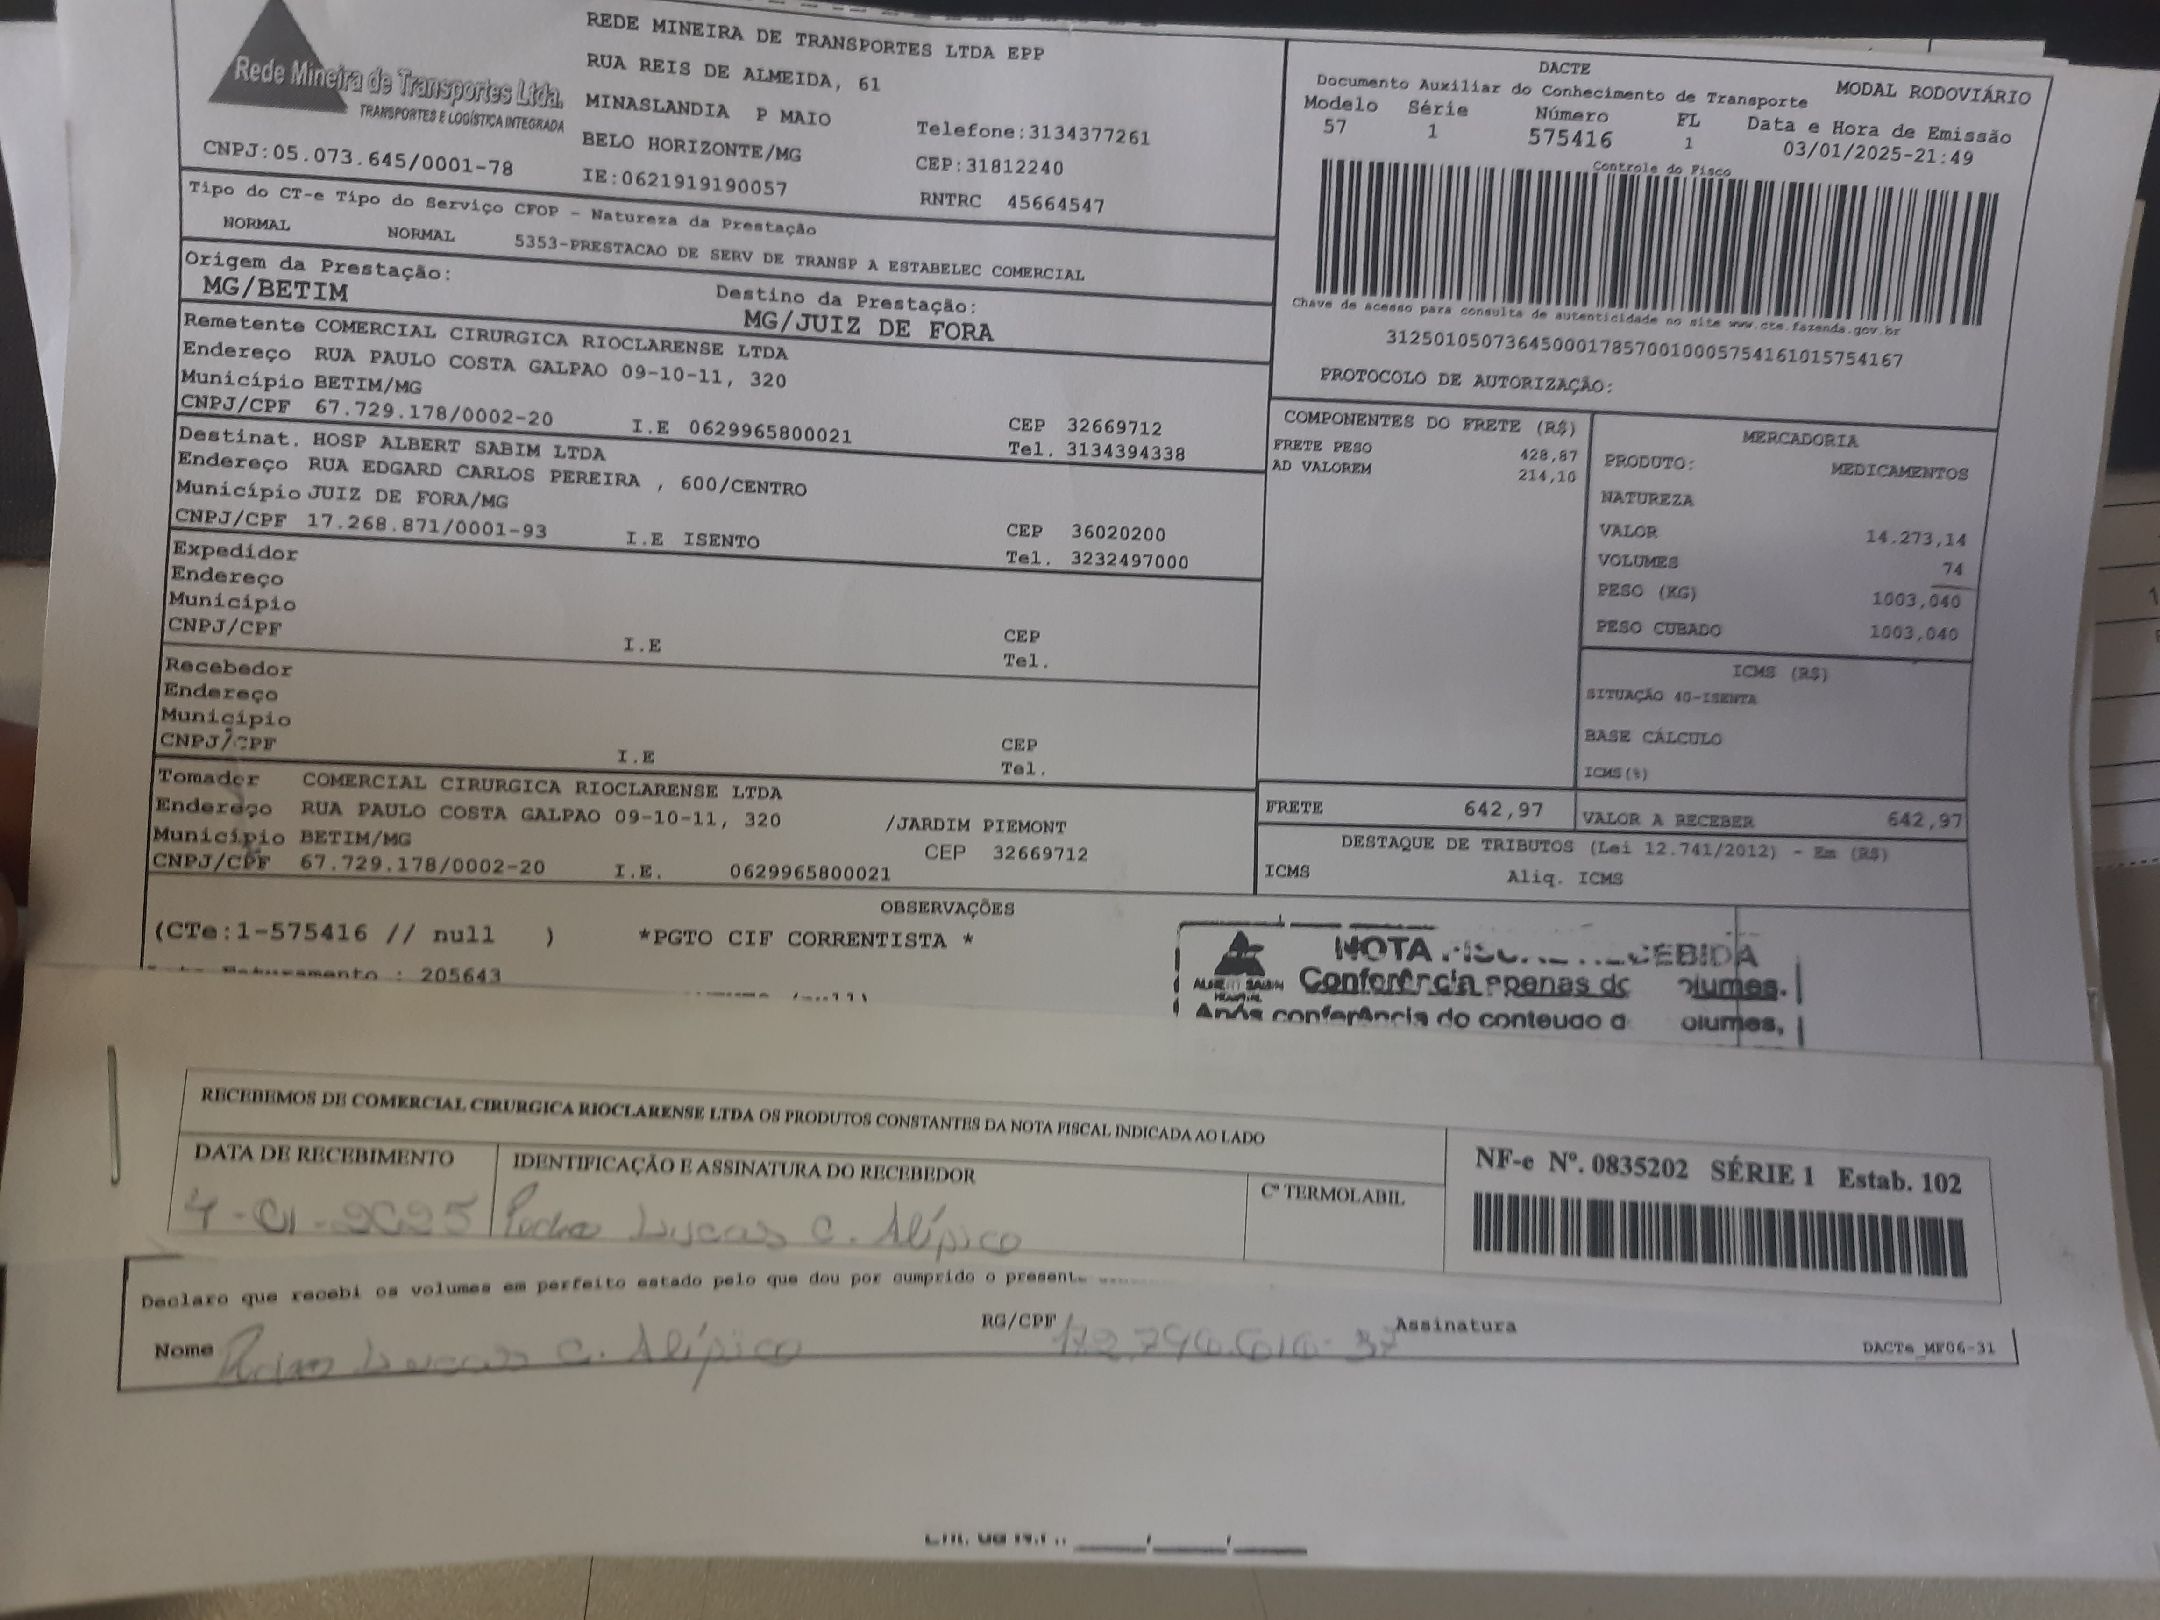 Rede Mineira de Transportes Ltda.
TRANSPORTES E LOGÍSTICA INTEGRADA
CNPJ:05.073.645/0001-78
REDE MINEIRA DE TRANSPORTES LTDA EPP
RUA REIS DE ALMEIDA, 61
MINASLANDIA P MAIO
BELO HORIZONTE/MG
IE:0621919190057
Telefone:3134377261
CEP:31812240
RNTRC 45664547
DACTE
Documento Auxiliar do Conhecimento de Transporte
MODAL RODOVIÁRIO
Modelo Série Número FL Data e Hora de Emissão
57 1 575416 1 03/01/2025-21:49
Controle do Fisco
Chave de acesso para consulta de autenticidade no site www.cte.fazenda.gov.br
31250105073645000178570010005754161015754167
PROTOCOLO DE AUTORIZAÇÃO:
Tipo do CT-e Tipo do Serviço CFOP - Natureza da Prestação
NORMAL NORMAL 5353-PRESTACAO DE SERV DE TRANSP A ESTABELEC COMERCIAL
Origem da Prestação: Destino da Prestação:
MG/BETIM MG/JUIZ DE FORA
Remetente COMERCIAL CIRURGICA RIOCLARENSE LTDA
Endereço RUA PAULO COSTA GALPAO 09-10-11, 320
Município BETIM/MG CEP 32669712
CNPJ/CPF 67.729.178/0002-20 I.E 0629965800021 Tel. 3134394338
Destinat. HOSP ALBERT SABIM LTDA
Endereço RUA EDGARD CARLOS PEREIRA , 600/CENTRO
Município JUIZ DE FORA/MG CEP 36020200
CNPJ/CPF 17.268.871/0001-93 I.E ISENTO Tel. 3232497000
Expedidor
Endereço
Município CEP
CNPJ/CPF I.E Tel.
Recebedor
Endereço
Município CEP
CNPJ/CPF I.E Tel.
Tomador COMERCIAL CIRURGICA RIOCLARENSE LTDA
Endereço RUA PAULO COSTA GALPAO 09-10-11, 320 /JARDIM PIEMONT
Município BETIM/MG CEP 32669712
CNPJ/CPF 67.729.178/0002-20 I.E. 0629965800021
COMPONENTES DO FRETE (R$)
FRETE PESO 428,87
AD VALOREM 214,10
MERCADORIA
PRODUTO: MEDICAMENTOS
NATUREZA
VALOR 14.273,14
VOLUMES 74
PESO (KG) 1003,040
PESO CUBADO 1003,040
ICMS (R$)
SITUAÇÃO 40-ISENTA
BASE CÁLCULO
ICMS(%)
FRETE 642,97 VALOR A RECEBER 642,97
DESTAQUE DE TRIBUTOS (Lei 12.741/2012) - Em (R$)
ICMS Aliq. ICMS
OBSERVAÇÕES
(CTe:1-575416 // null ) *PGTO CIF CORRENTISTA *
: 205643
ALBERT SABIN
NOTA
Conferência apenas
Após conferência do conteúdo
RECEBEMOS DE COMERCIAL CIRURGICA RIOCLARENSE LTDA OS PRODUTOS CONSTANTES DA NOTA FISCAL INDICADA AO LADO
DATA DE RECEBIMENTO IDENTIFICAÇÃO E ASSINATURA DO RECEBEDOR Cº TERMOLABIL
4-01-2025 Pedro Lucas C. Alípico
NF-e Nº. 0835202 SÉRIE 1 Estab. 102
Declaro que recebi os volumes em perfeito estado pelo que dou por cumprido o
Nome Lucas C. Alípico RG/CPF Assinatura
DACTe_MF06-31